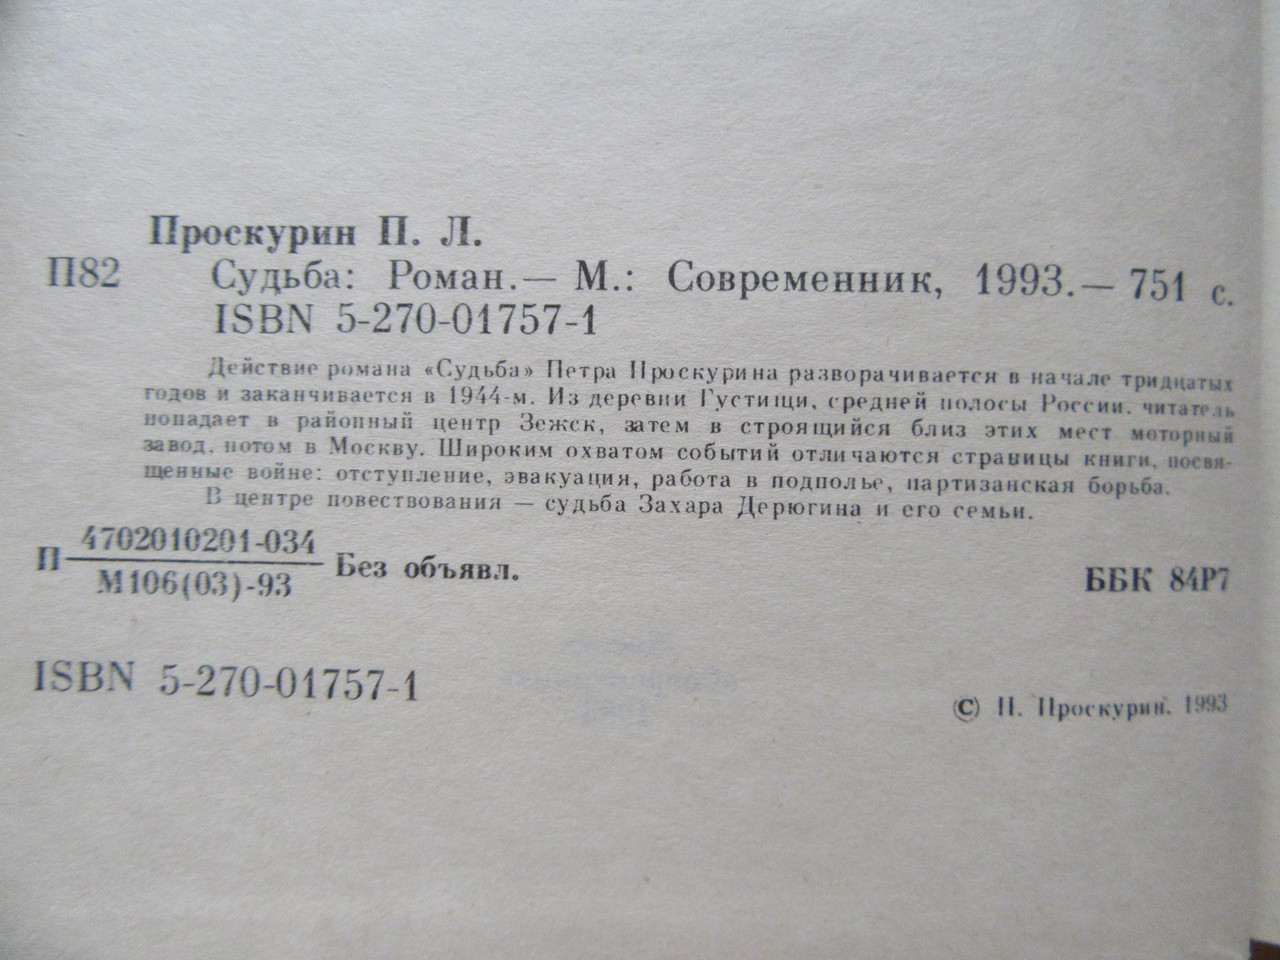 Проскурин П. Л.
П82 Судьба: Роман.— М.: Современник, 1993.— 751 с.
ISBN 5-270-01757-1
Действие романа «Судьба» Петра Проскурина разворачивается в начале тридцатых
годов и заканчивается в 1944-м. Из деревни Густищи, средней полосы России, читатель
попадает в районный центр Зежск, затем в строящийся близ этих мест моторный
завод, потом в Москву. Широким охватом событий отличаются страницы книги, посвя-
щенные войне: отступление, эвакуация, работа в подполье, партизанская борьба.
В центре повествования — судьба Захара Дерюгина и его семьи.
4702010201-034
П Без объявл.
М106(03)-93
ББК 84Р7
ISBN 5-270-01757-1
© П. Проскурин. 1993